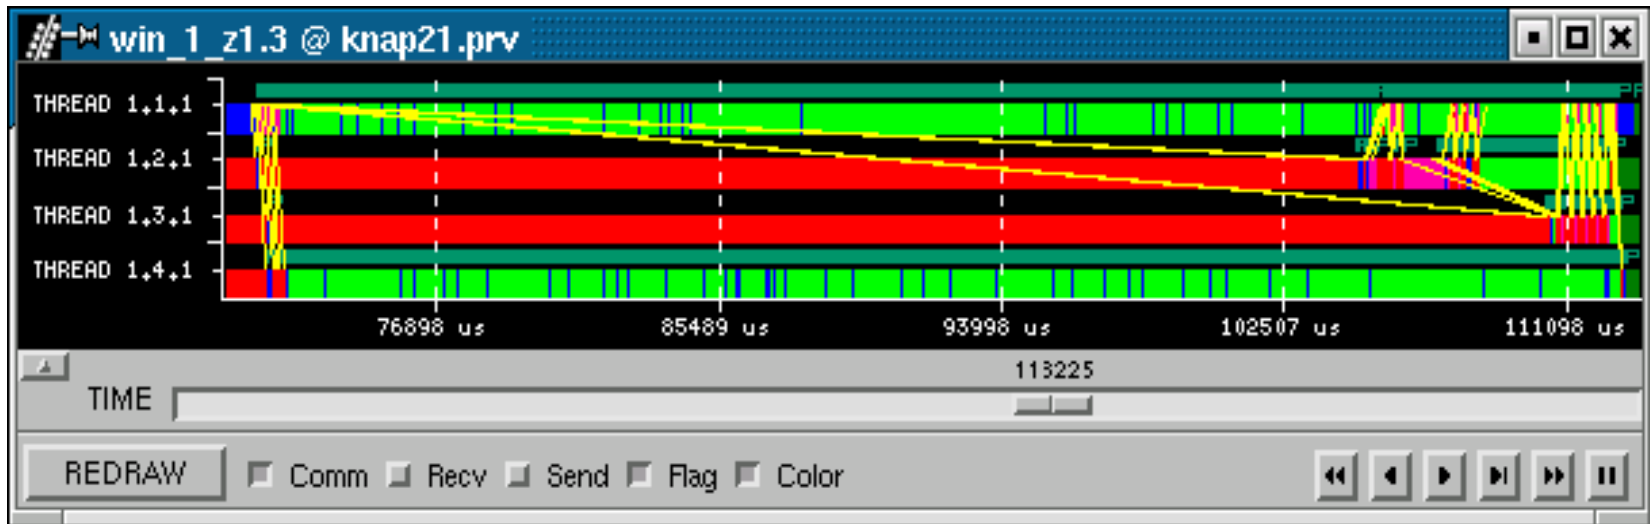 win_1_z1.3 @ knap21.prv
THREAD 1.1.1
THREAD 1.2.1
THREAD 1.3.1
THREAD 1.4.1
76898 us 85489 us 93998 us 102507 us 111098 us
113225
TIME
REDRAW Comm Recv Send Flag Color